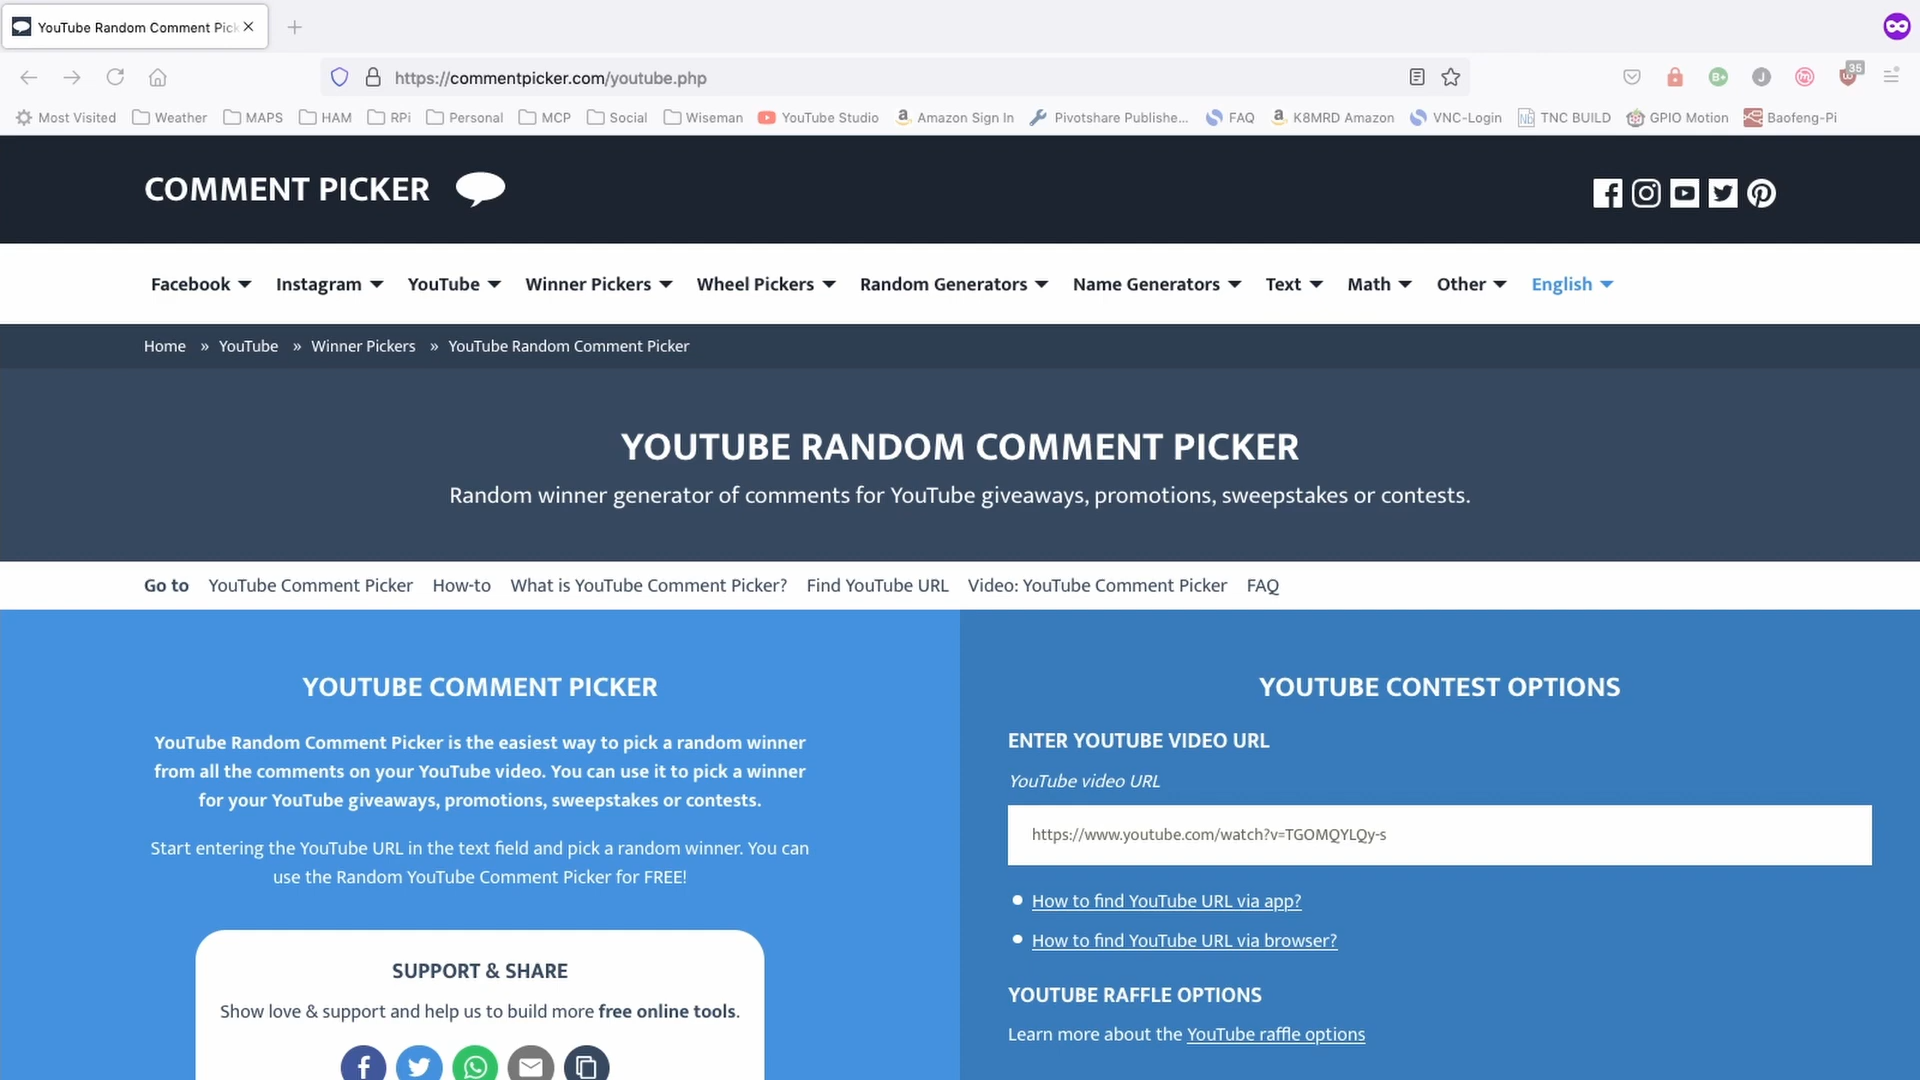 YouTube Random Comment Pick
35
https://commentpicker.com/youtube.php
Most Visited Weather MAPS HAM RPi Personal MCP Social Wiseman YouTube Studio Amazon Sign In Pivotshare Publishe... FAQ K8MRD Amazon VNC-Login TNC BUILD GPIO Motion Baofeng-Pi
COMMENT PICKER
Facebook Instagram YouTube Winner Pickers Wheel Pickers Random Generators Name Generators Text Math Other English
Home » YouTube » Winner Pickers » YouTube Random Comment Picker
YOUTUBE RANDOM COMMENT PICKER
Random winner generator of comments for YouTube giveaways, promotions, sweepstakes or contests.
Go to YouTube Comment Picker How-to What is YouTube Comment Picker? Find YouTube URL Video: YouTube Comment Picker FAQ
YOUTUBE COMMENT PICKER
YouTube Random Comment Picker is the easiest way to pick a random winner
from all the comments on your YouTube video. You can use it to pick a winner
for your YouTube giveaways, promotions, sweepstakes or contests.
Start entering the YouTube URL in the text field and pick a random winner. You can
use the Random YouTube Comment Picker for FREE!
SUPPORT & SHARE
Show love & support and help us to build more free online tools.
YOUTUBE CONTEST OPTIONS
ENTER YOUTUBE VIDEO URL
YouTube video URL
https://www.youtube.com/watch?v=TGOMQYLQy-s
How to find YouTube URL via app?
How to find YouTube URL via browser?
YOUTUBE RAFFLE OPTIONS
Learn more about the YouTube raffle options